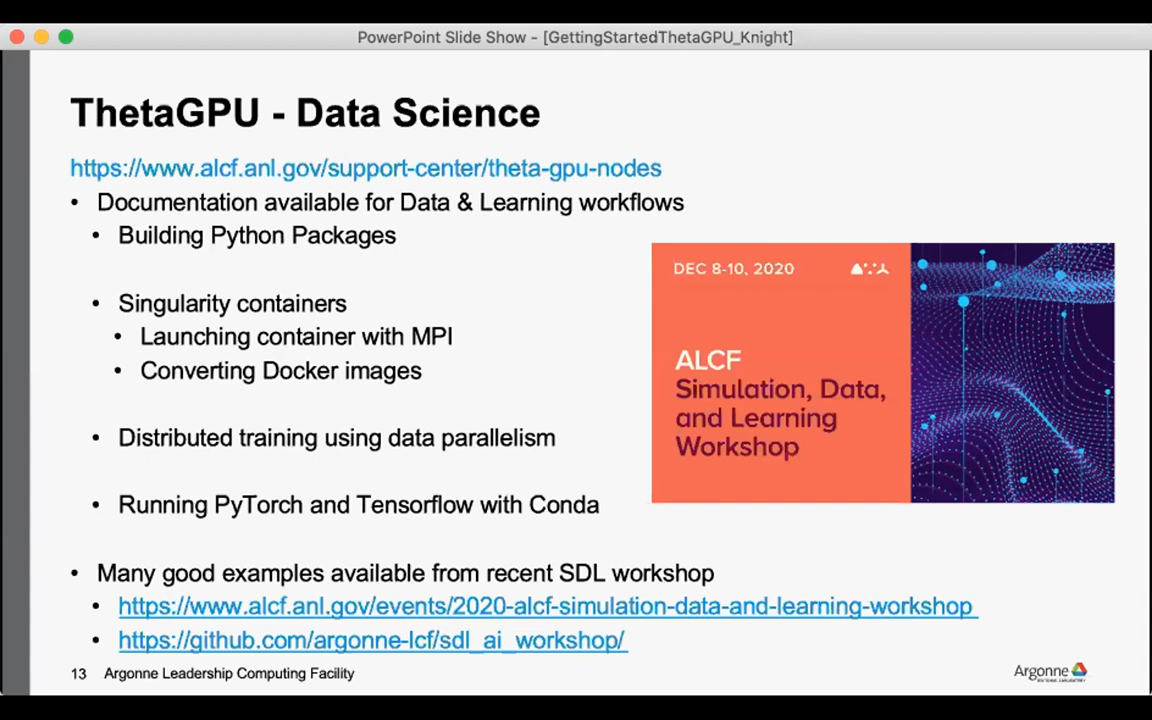 PowerPoint Slide Show - [GettingStartedThetaGPU_Knight]
ThetaGPU - Data Science
https://www.alcf.anl.gov/support-center/theta-gpu-nodes
• Documentation available for Data & Learning workflows
• Building Python Packages
• Singularity containers
• Launching container with MPI
• Converting Docker images
• Distributed training using data parallelism
• Running PyTorch and Tensorflow with Conda
DEC 8-10, 2020
ALCF
Simulation, Data,
and Learning
Workshop
• Many good examples available from recent SDL workshop
• https://www.alcf.anl.gov/events/2020-alcf-simulation-data-and-learning-workshop
• https://github.com/argonne-lcf/sdl_ai_workshop/
13 Argonne Leadership Computing Facility
Argonne